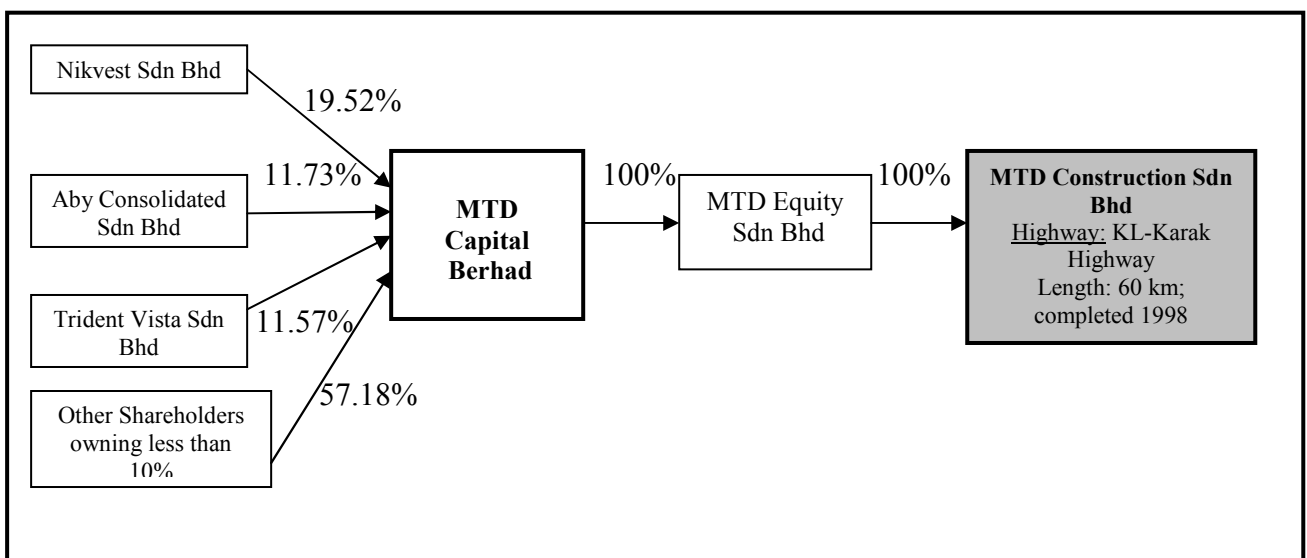 Nikvest Sdn Bhd
19.52%
Aby Consolidated
Sdn Bhd
11.73%
Trident Vista Sdn
Bhd
11.57%
Other Shareholders
owning less than
10%
57.18%
MTD
Capital
Berhad
100%
MTD Equity
Sdn Bhd
100%
MTD Construction Sdn
Bhd
Highway: KL-Karak
Highway
Length: 60 km;
completed 1998